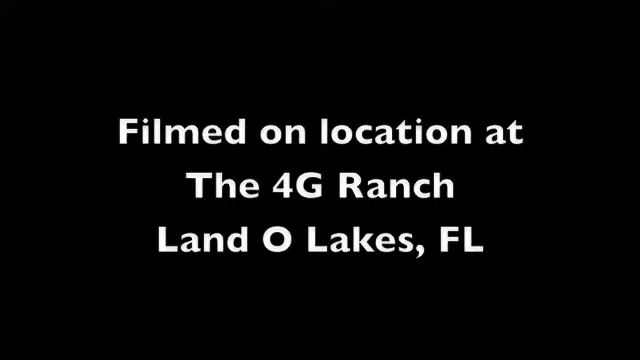 Filmed on location at
The 4G Ranch
Land O Lakes, FL